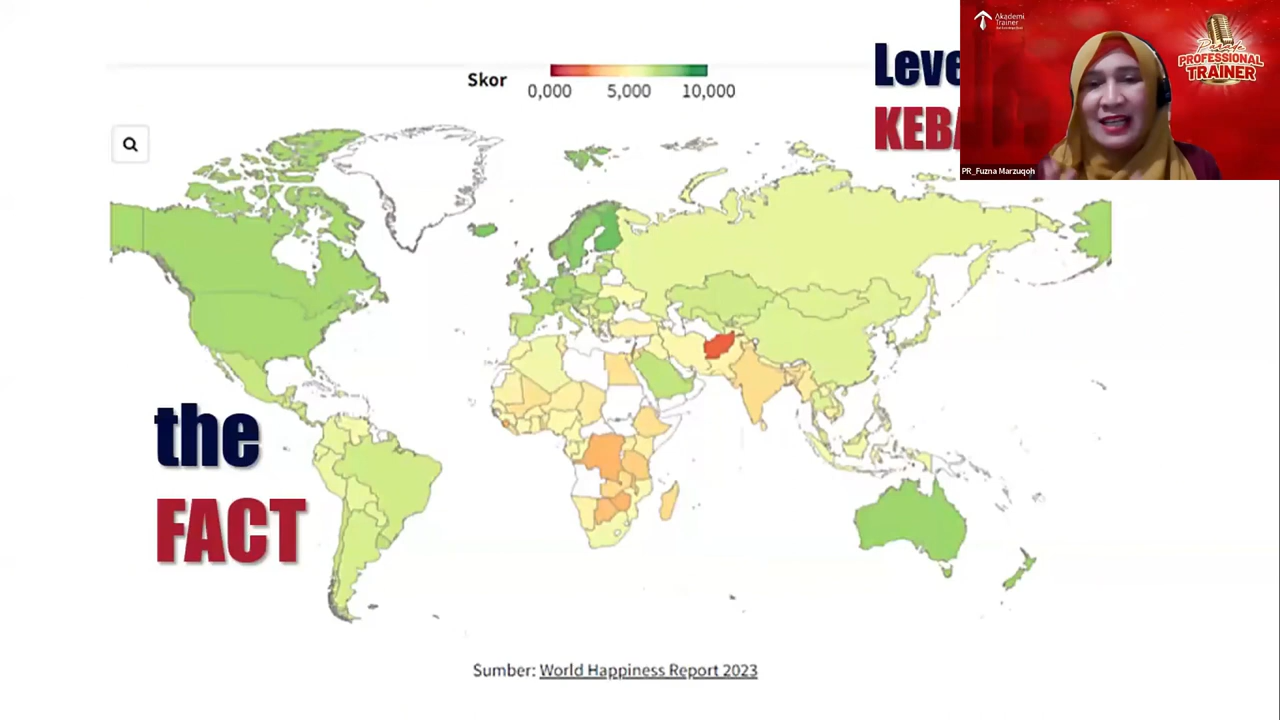 Skor
0,000
5,000
10,000
Leve
KEBA
Akademi
Trainer
PROFESSIONAL
TRAINER
PR_Fuzna Marzuqoh
the
FACT
Sumber: World Happiness Report 2023